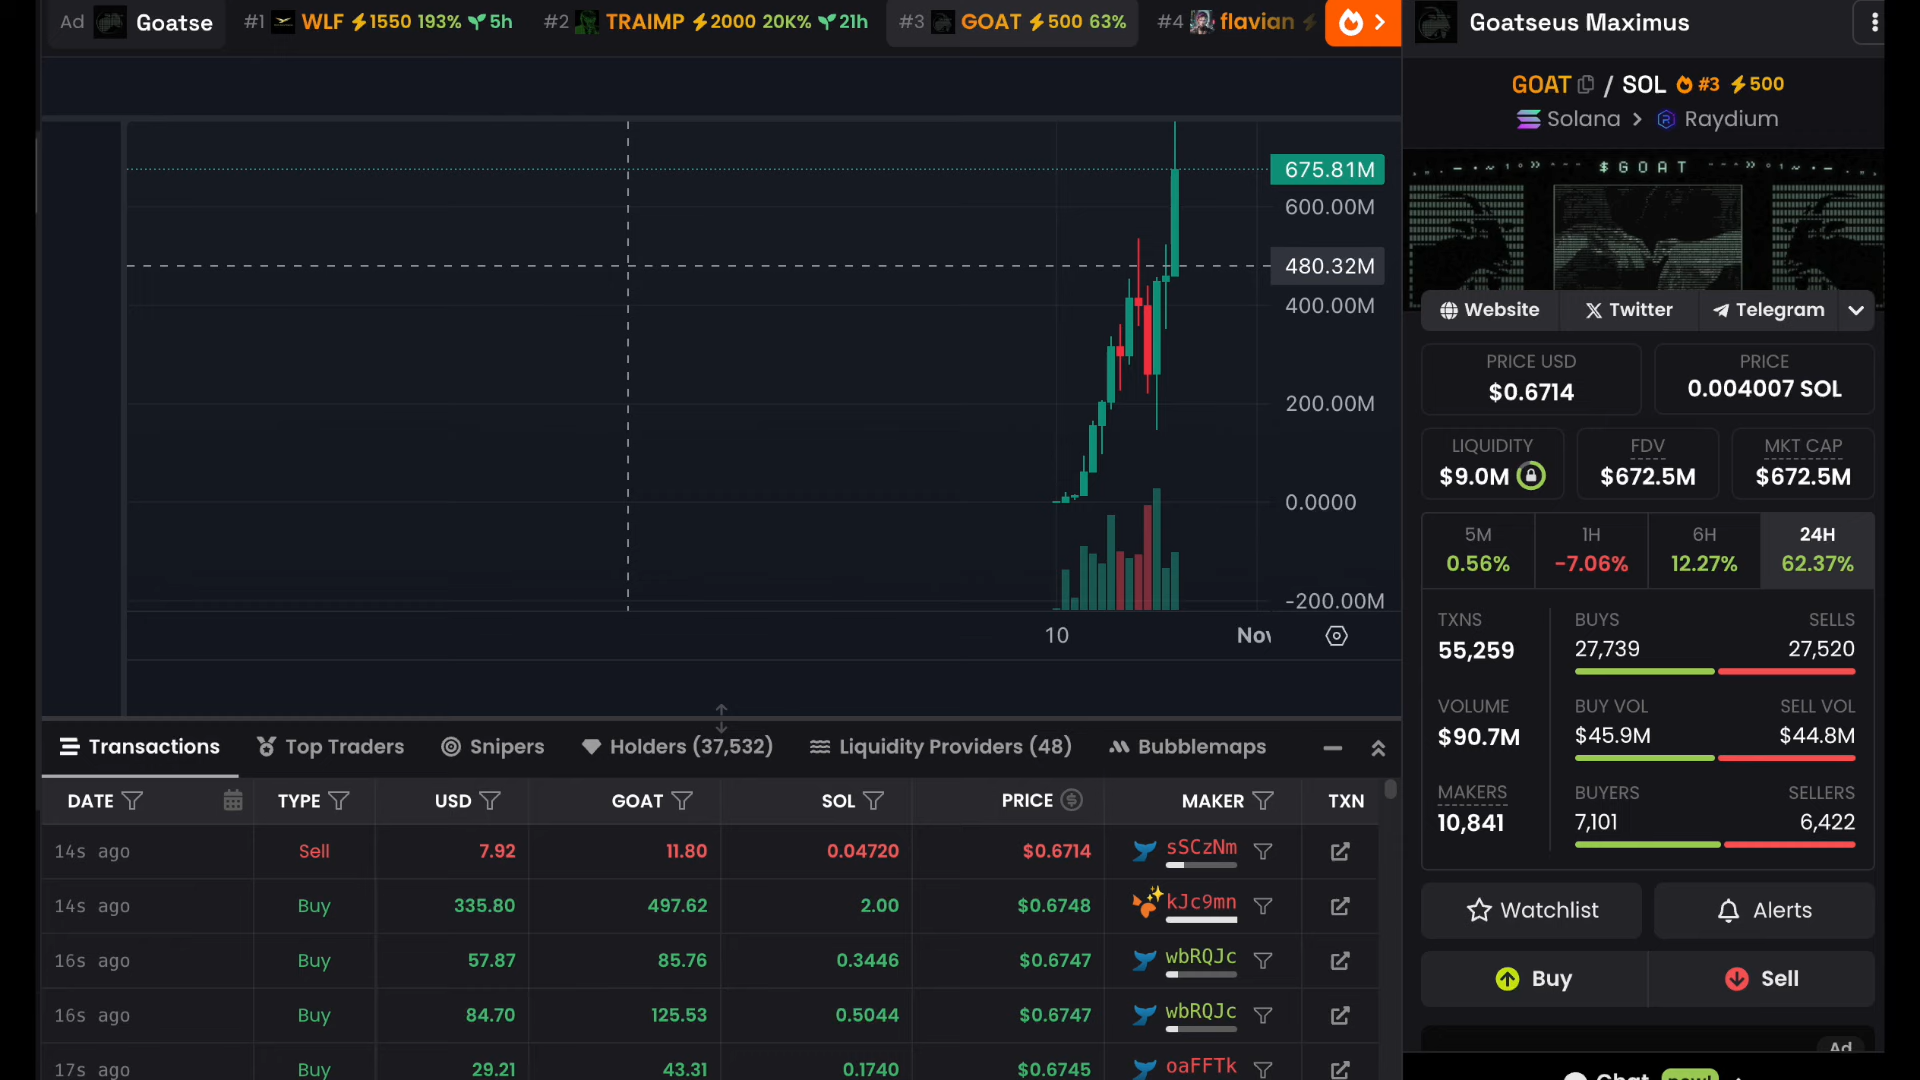 Ad Goatse #1 WLF 1550 193% 5h #2 TRAIMP 2000 20K% 21h #3 GOAT 500 63% #4 flavian
Goatseus Maximus
GOAT / SOL #3 500
Solana > Raydium
$GOAT
Website Twitter Telegram
675.81M
600.00M
480.32M
400.00M
200.00M
0.0000
-200.00M
10 Nov
PRICE USD
$0.6714
PRICE
0.004007 SOL
LIQUIDITY
$9.0M
FDV
$672.5M
MKT CAP
$672.5M
5M 1H 6H 24H
0.56% -7.06% 12.27% 62.37%
TXNS BUYS SELLS
55,259 27,739 27,520
VOLUME BUY VOL SELL VOL
$90.7M $45.9M $44.8M
MAKERS BUYERS SELLERS
10,841 7,101 6,422
Watchlist Alerts
Buy Sell
Ad
Transactions Top Traders Snipers Holders (37,532) Liquidity Providers (48) Bubblemaps
DATE TYPE USD GOAT SOL PRICE MAKER TXN
14s ago Sell 7.92 11.80 0.04720 $0.6714 sSCzNm
14s ago Buy 335.80 497.62 2.00 $0.6748 kJc9mn
16s ago Buy 57.87 85.76 0.3446 $0.6747 wbRQJc
16s ago Buy 84.70 125.53 0.5044 $0.6747 wbRQJc
17s ago Buy 29.21 43.31 0.1740 $0.6745 oaFFTk
Chat new!